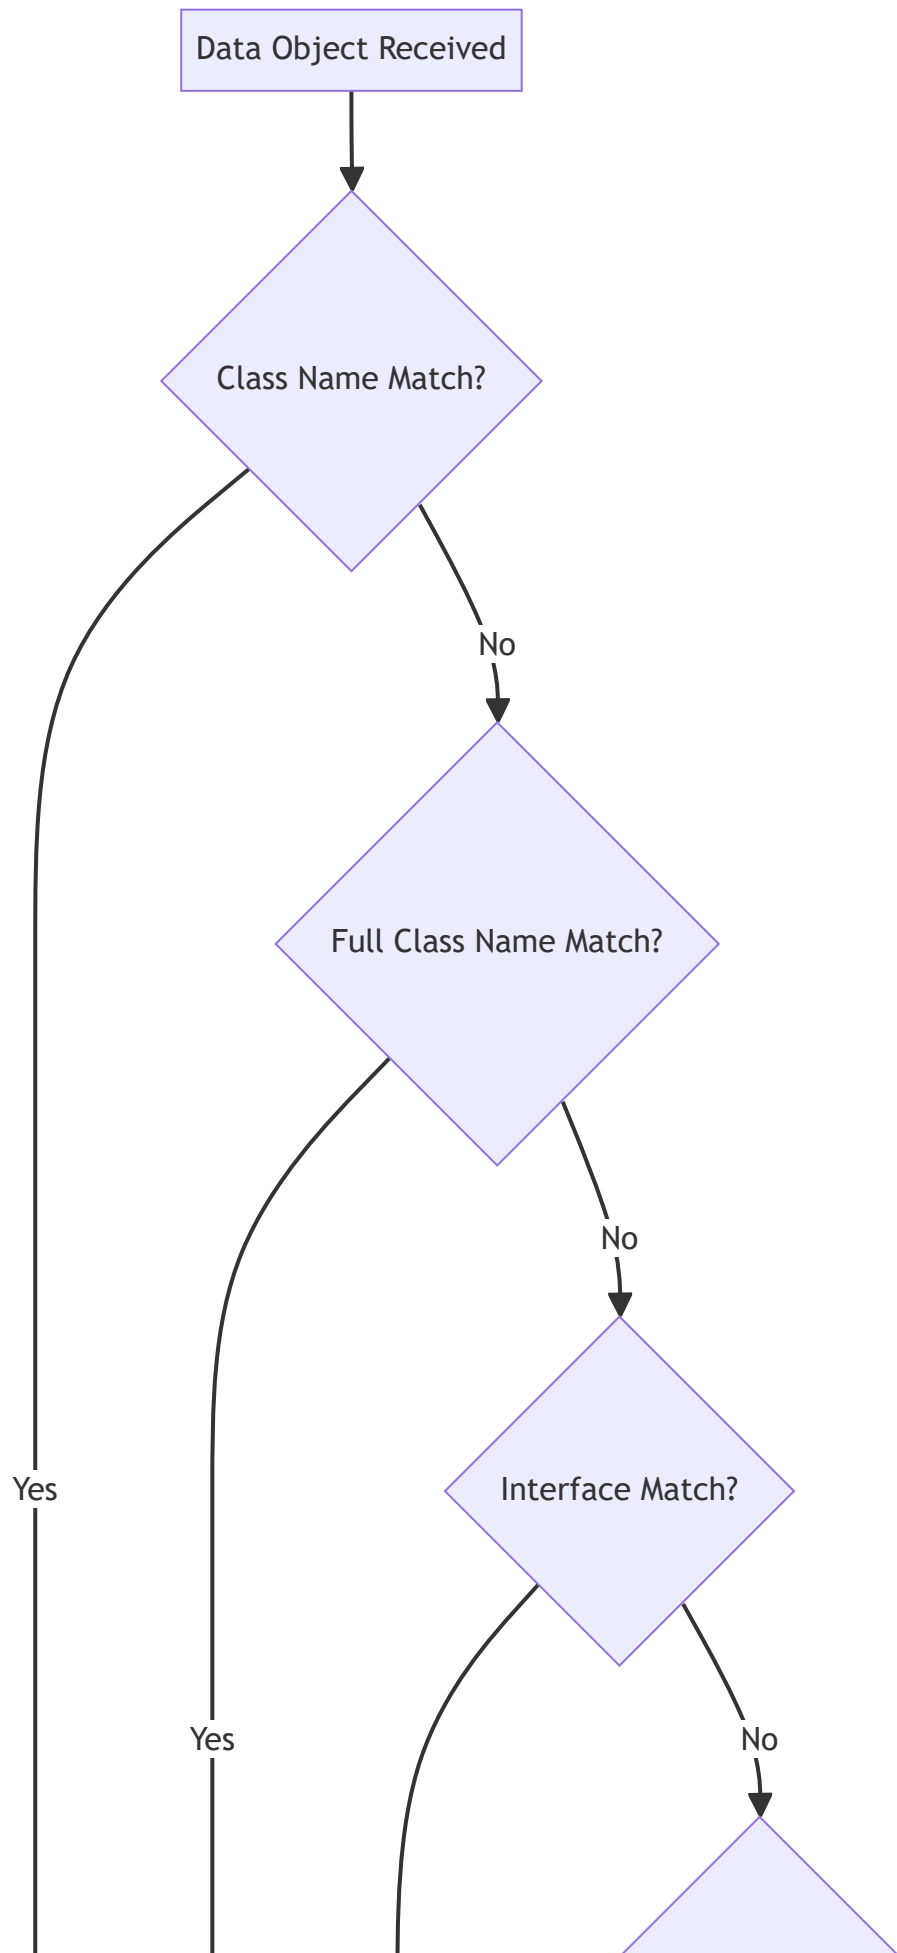 Data Object Received
Class Name Match?
No
Full Class Name Match?
No
Interface Match?
Yes
Yes
No